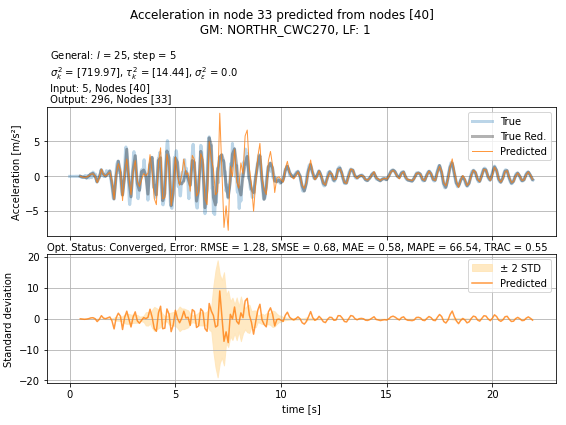 Acceleration in node 33 predicted from nodes [40]
GM: NORTHR_CWC270, LF: 1
General: l = 25, step = 5
σ²ₖ = [719.97], τ²ₖ = [14.44], σ²ε = 0.0
Input: 5, Nodes [40]
Output: 296, Nodes [33]
Acceleration [m/s²]
5
0
−5
True
True Red.
Predicted
Opt. Status: Converged, Error: RMSE = 1.28, SMSE = 0.68, MAE = 0.58, MAPE = 66.54, TRAC = 0.55
Standard deviation
20
10
0
−10
−20
± 2 STD
Predicted
0 5 10 15 20
time [s]